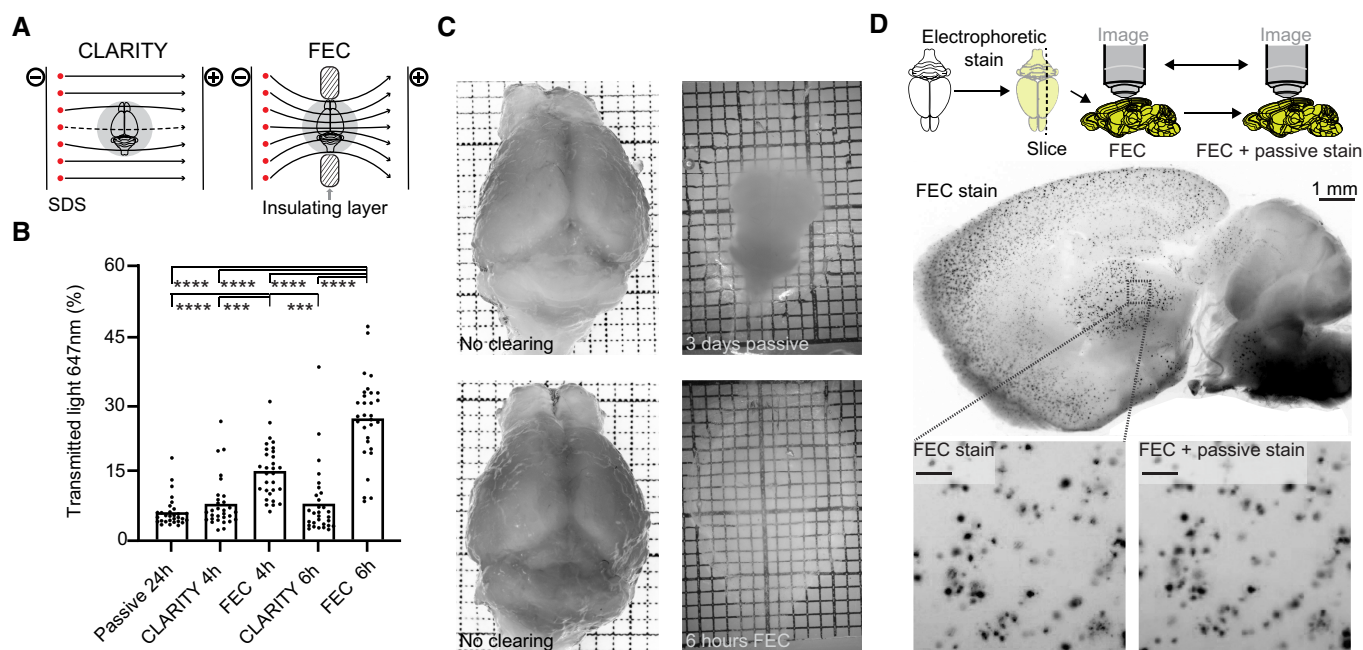 A
CLARITY
FEC
− +
− +
SDS
Insulating layer
B
Transmitted light 647nm (%)
60
45
30
15
0
**** **** **** ****
**** *** ***
Passive 24h
CLARITY 4h
FEC 4h
CLARITY 6h
FEC 6h
C
No clearing
3 days passive
No clearing
6 hours FEC
D
Electrophoretic
stain
Slice
Image
Image
FEC
FEC + passive stain
FEC stain
1 mm
FEC stain
FEC + passive stain